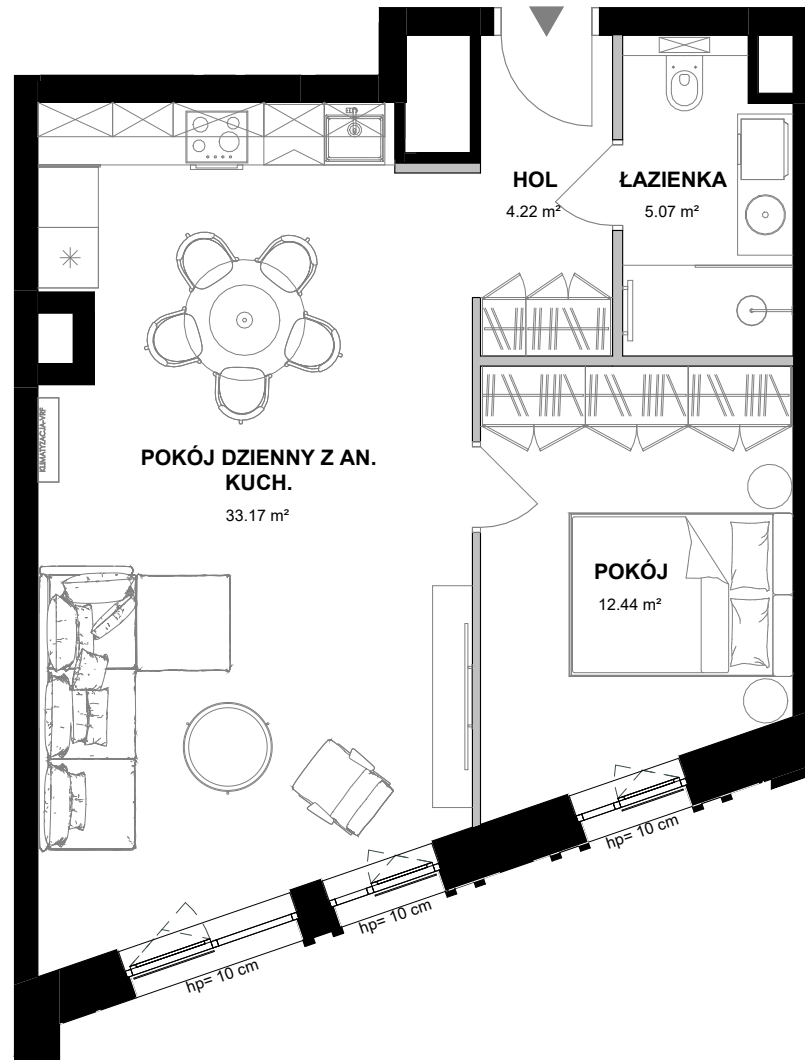 HOL
4.22 m²
ŁAZIENKA
5.07 m²
KLIMATYZACJA-VRF
POKÓJ DZIENNY Z AN.
KUCH.
33.17 m²
POKÓJ
12.44 m²
hp= 10 cm
hp= 10 cm
hp= 10 cm